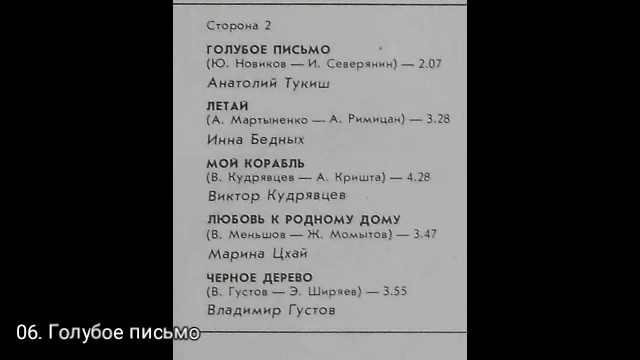 Сторона 2
ГОЛУБОЕ ПИСЬМО
(Ю. Новиков — И. Северянин) — 2.07
Анатолий Тукиш
ЛЕТАЙ
(А. Мартыненко — А. Римицан) — 3.28
Инна Бедных
МОЙ КОРАБЛЬ
(В. Кудрявцев — А. Кришта) — 4.28
Виктор Кудрявцев
ЛЮБОВЬ К РОДНОМУ ДОМУ
(В. Меньшов — Ж. Момытов) — 3.47
Марина Цхай
ЧЕРНОЕ ДЕРЕВО
(В. Густов — Э. Ширяев) — 3.55
Владимир Густов
06. Голубое письмо